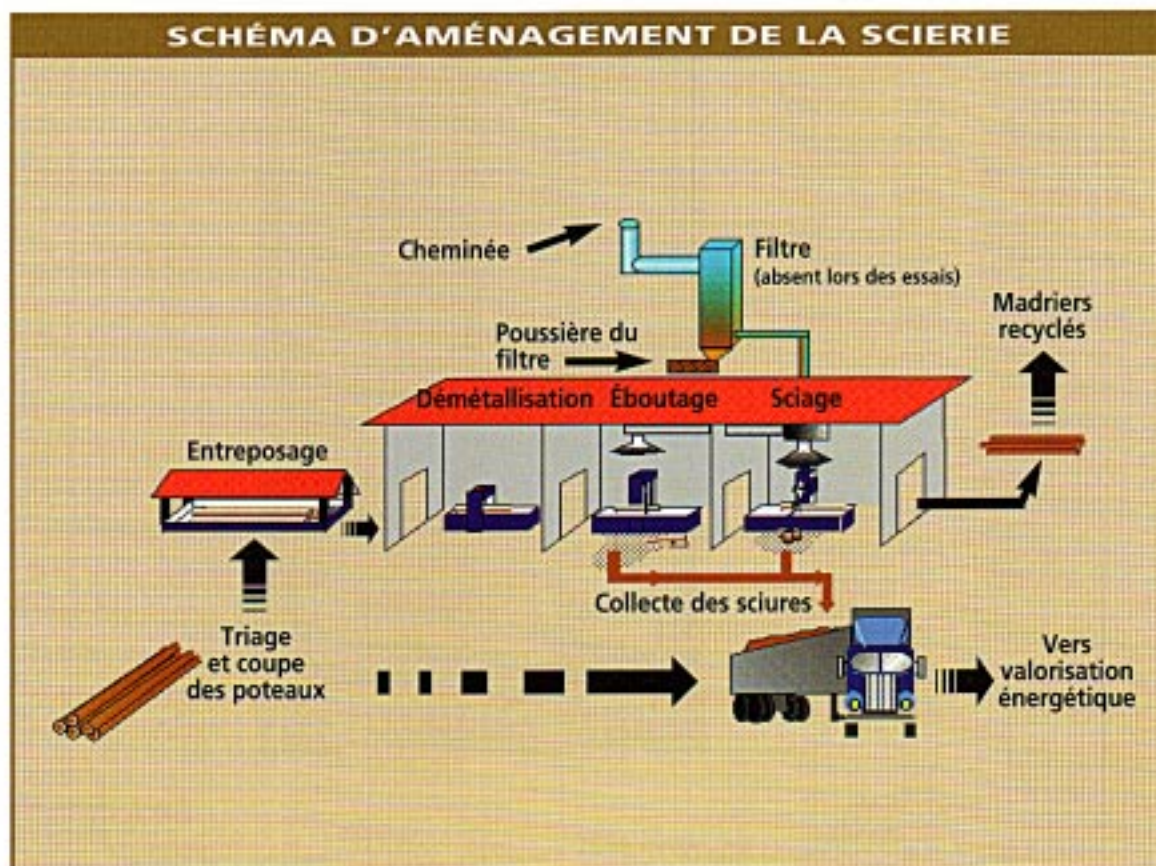 SCHÉMA D'AMÉNAGEMENT DE LA SCIERIE
Cheminée
Filtre
(absent lors des essais)
Madriers
recyclés
Poussière du
filtre
Démétallisation Éboutage Sciage
Entreposage
Collecte des sciures
Triage
et coupe
des poteaux
Vers
valorisation
énergétique